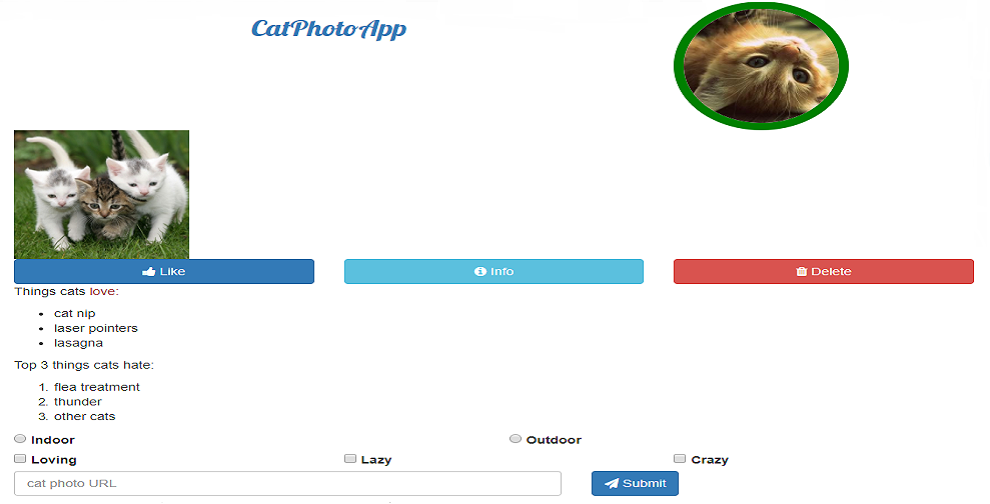 CatPhotoApp
Like Info Delete
Things cats love:
cat nip
laser pointers
lasagna
Top 3 things cats hate:
1. flea treatment
2. thunder
3. other cats
Indoor Outdoor
Loving Lazy Crazy
cat photo URL Submit